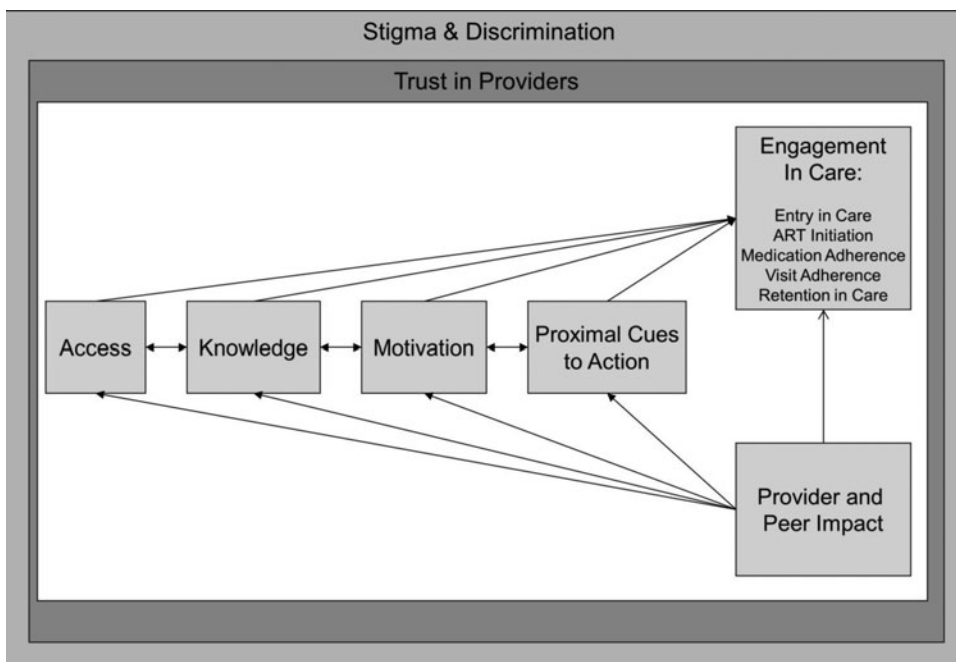 Stigma & Discrimination
Trust in Providers
Engagement
In Care:
Entry in Care
ART Initiation
Medication Adherence
Visit Adherence
Retention in Care
Access
Knowledge
Motivation
Proximal Cues
to Action
Provider and
Peer Impact